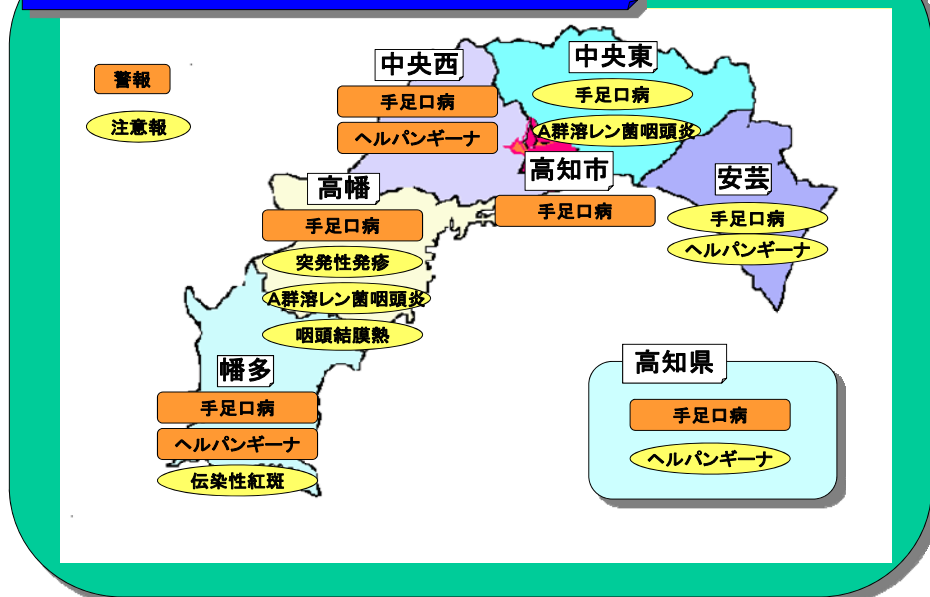 警報
注意報
中央西
手足口病
ヘルパンギーナ
中央東
手足口病
A群溶レン菌咽頭炎
高知市
手足口病
安芸
手足口病
ヘルパンギーナ
高幡
手足口病
突発性発疹
A群溶レン菌咽頭炎
咽頭結膜熱
幡多
手足口病
ヘルパンギーナ
伝染性紅斑
高知県
手足口病
ヘルパンギーナ